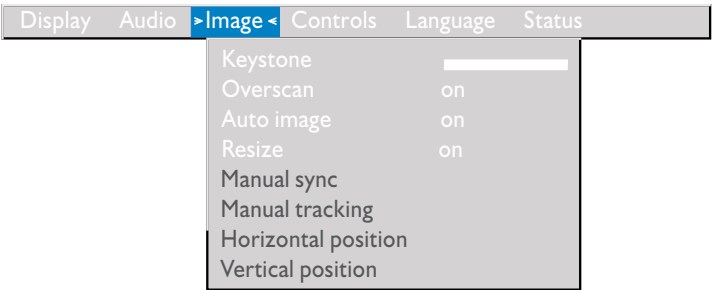 Display Audio >Image< Controls Language Status
Keystone
Overscan on
Auto image on
Resize on
Manual sync
Manual tracking
Horizontal position
Vertical position